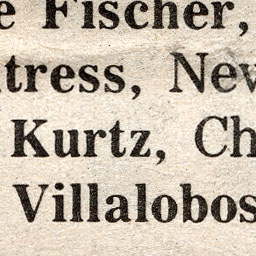 e Fischer,
tress, Nev
Kurtz, Ch
Villalobos